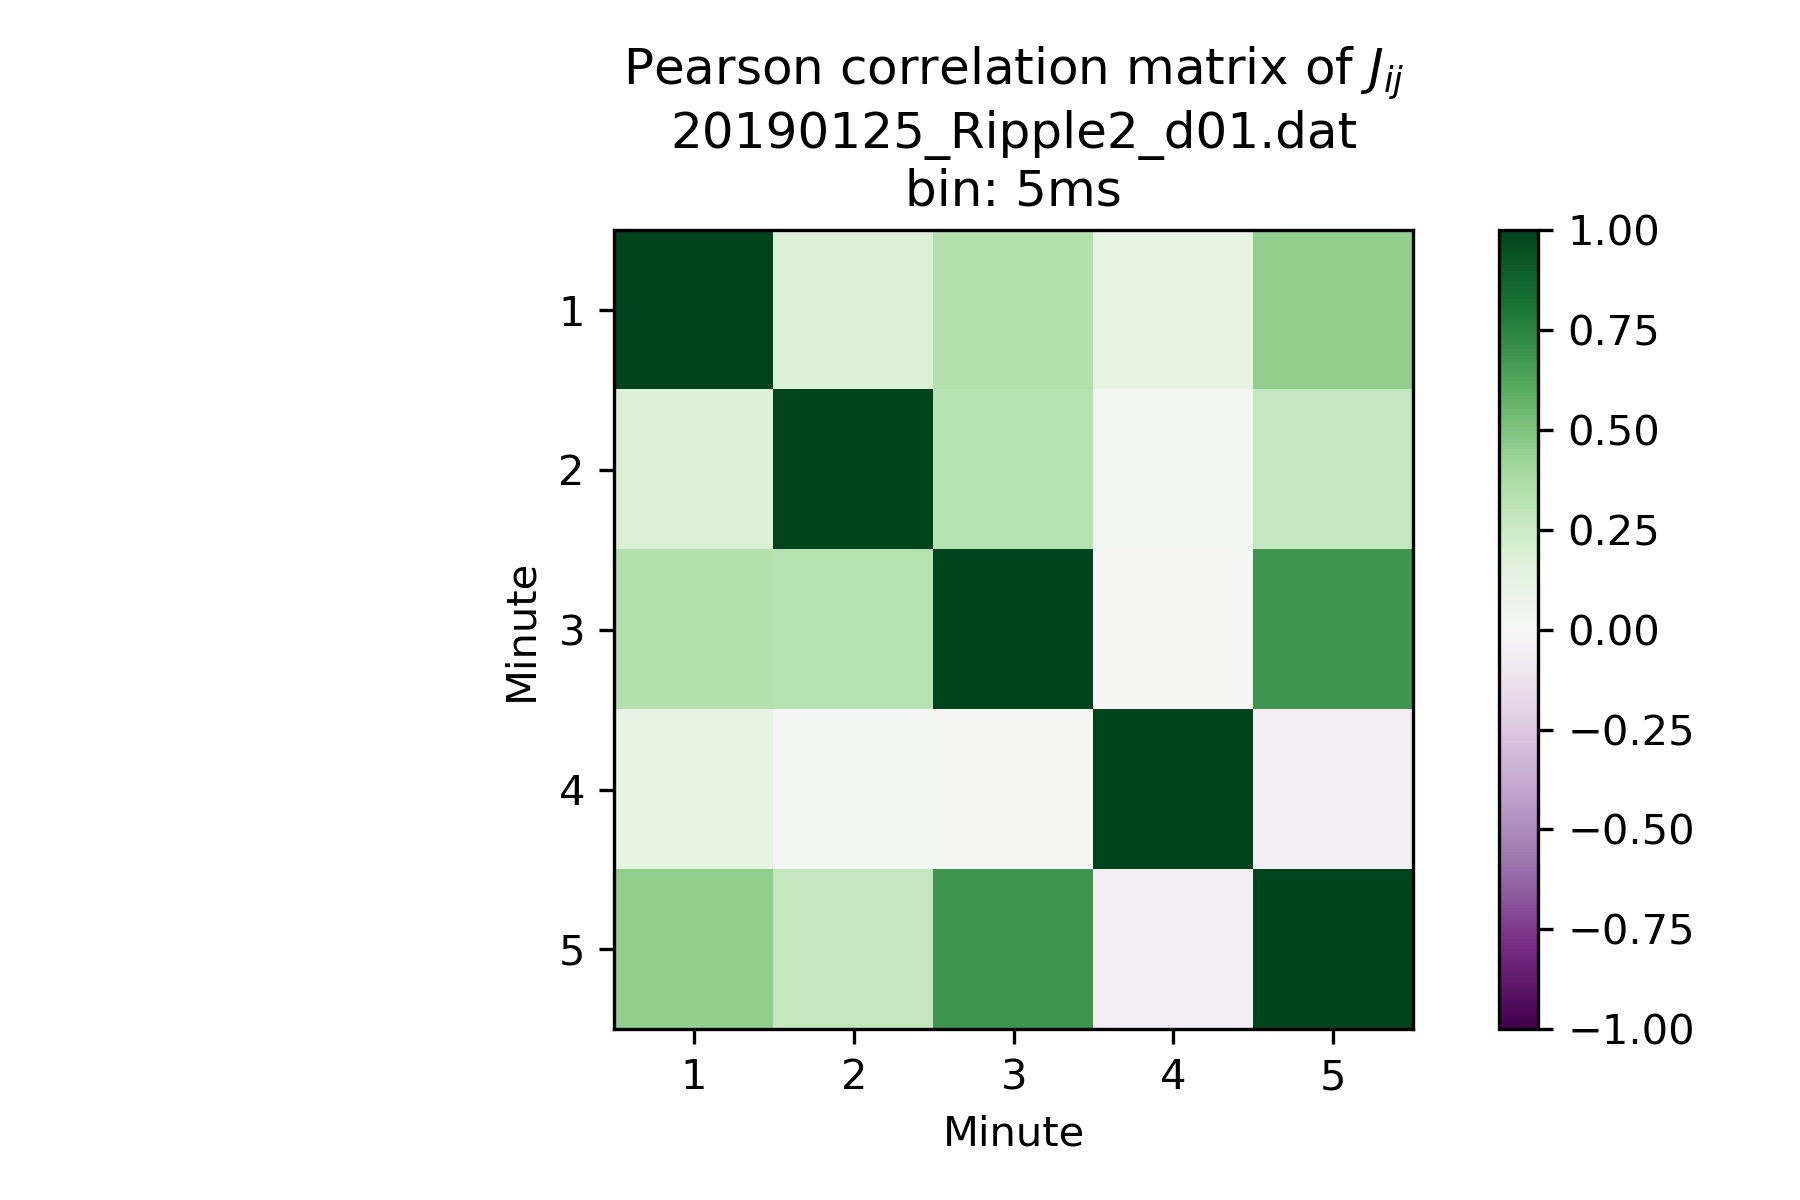 Pearson correlation matrix of J_ij
20190125_Ripple2_d01.dat
bin: 5ms
1
2
3
4
5
Minute
1 2 3 4 5
Minute
1.00
0.75
0.50
0.25
0.00
−0.25
−0.50
−0.75
−1.00